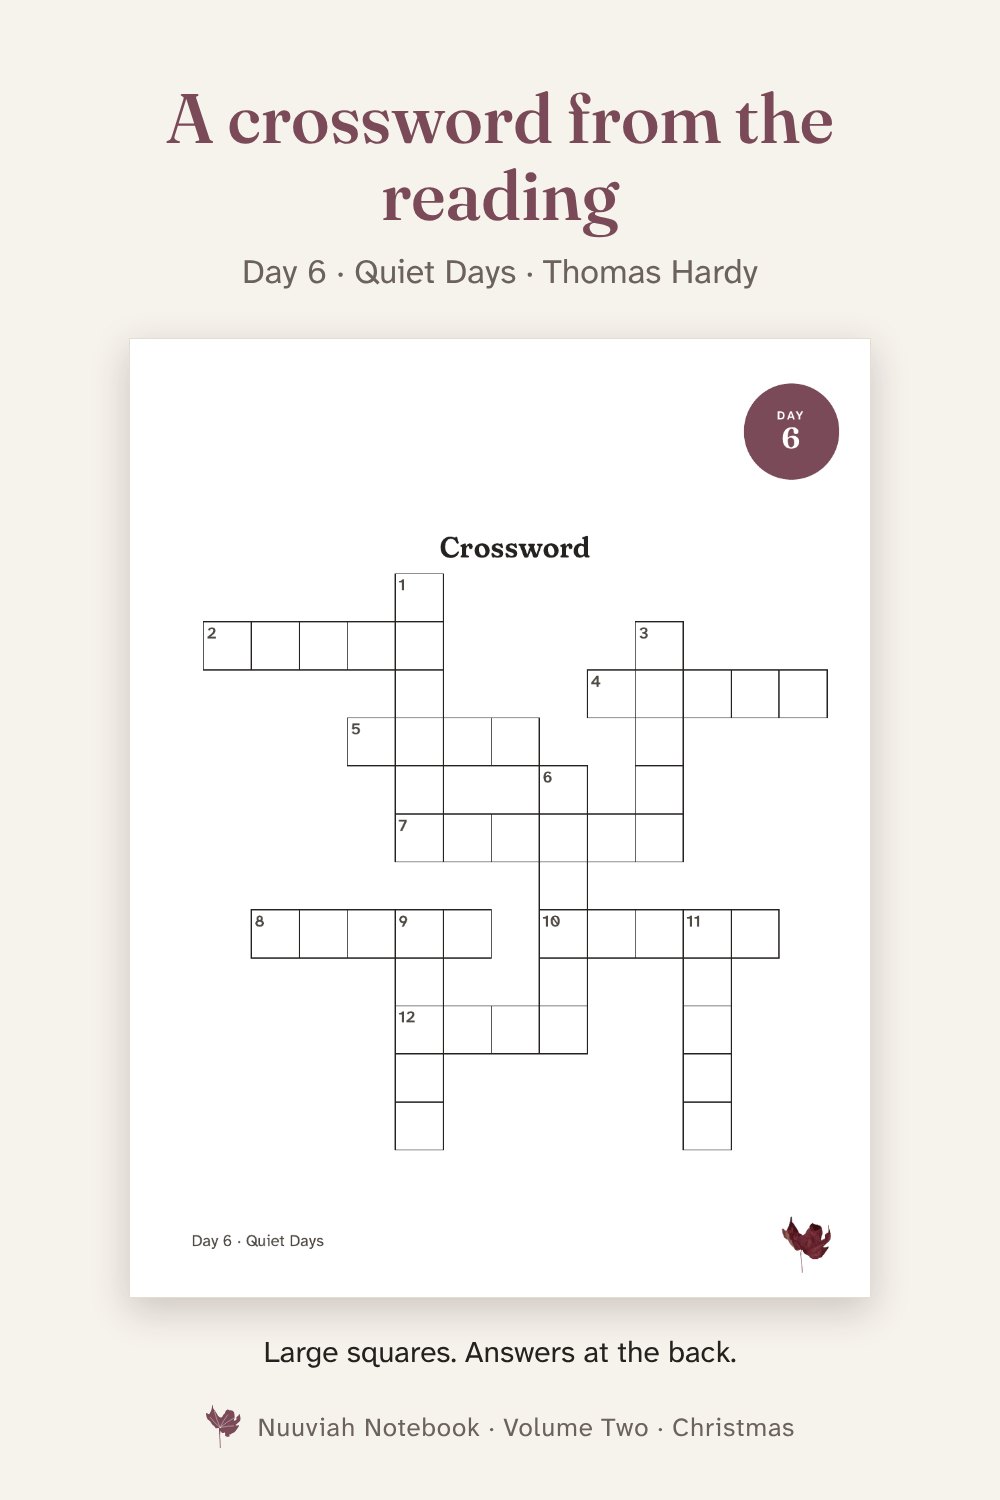 A crossword from the
reading
Day 6 · Quiet Days · Thomas Hardy
DAY
6
Crossword
1
2
3
4
5
6
7
8
9
10
11
12
Day 6 · Quiet Days
Large squares. Answers at the back.
Nuuviah Notebook · Volume Two · Christmas